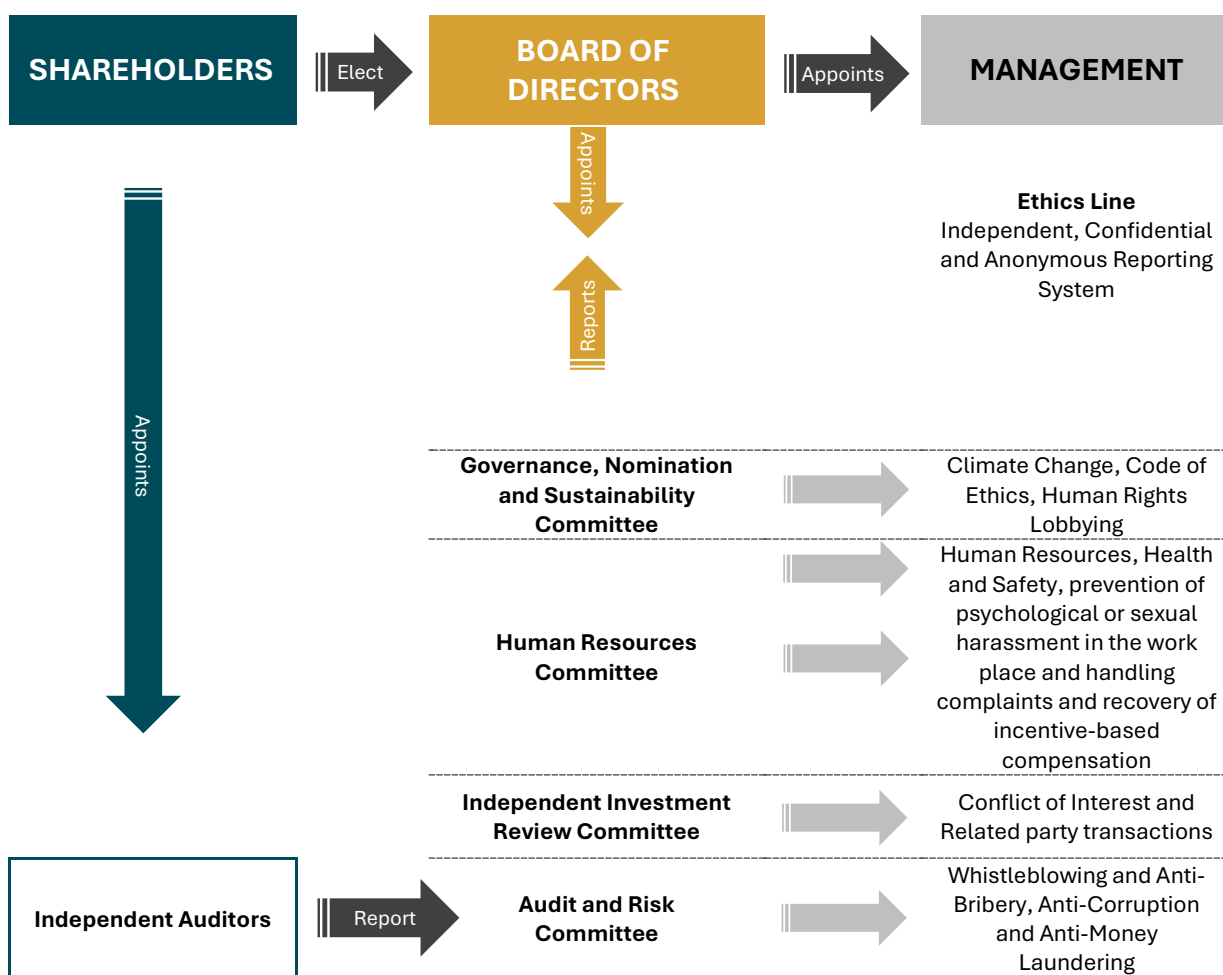 SHAREHOLDERS
Elect
BOARD OF
DIRECTORS
Appoints
MANAGEMENT
Appoints
Reports
Ethics Line
Independent, Confidential
and Anonymous Reporting
System
Appoints
Governance, Nomination
and Sustainability
Committee
Climate Change, Code of
Ethics, Human Rights
Lobbying
Human Resources
Committee
Human Resources, Health
and Safety, prevention of
psychological or sexual
harassment in the work
place and handling
complaints and recovery of
incentive-based
compensation
Independent Investment
Review Committee
Conflict of Interest and
Related party transactions
Independent Auditors
Report
Audit and Risk
Committee
Whistleblowing and Anti-
Bribery, Anti-Corruption
and Anti-Money
Laundering